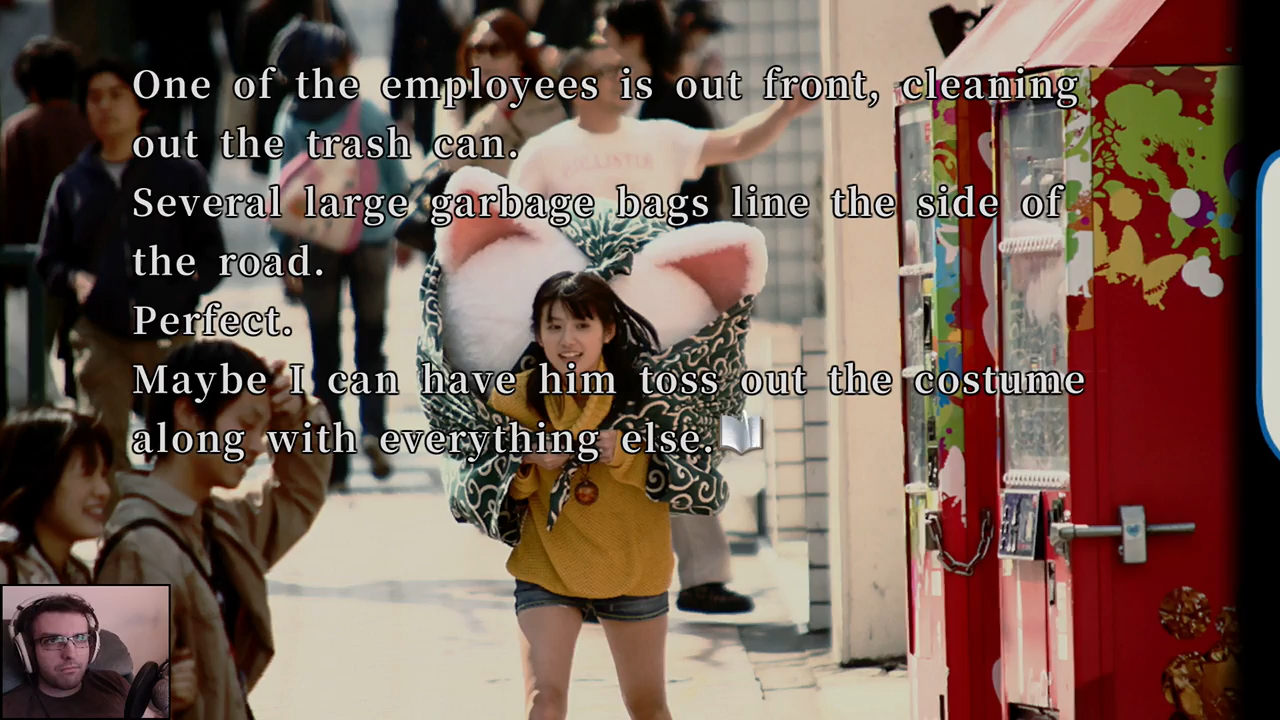 One of the employees is out front, cleaning
out the trash can.
Several large garbage bags line the side of
the road.
Perfect.
Maybe I can have him toss out the costume
along with everything else.